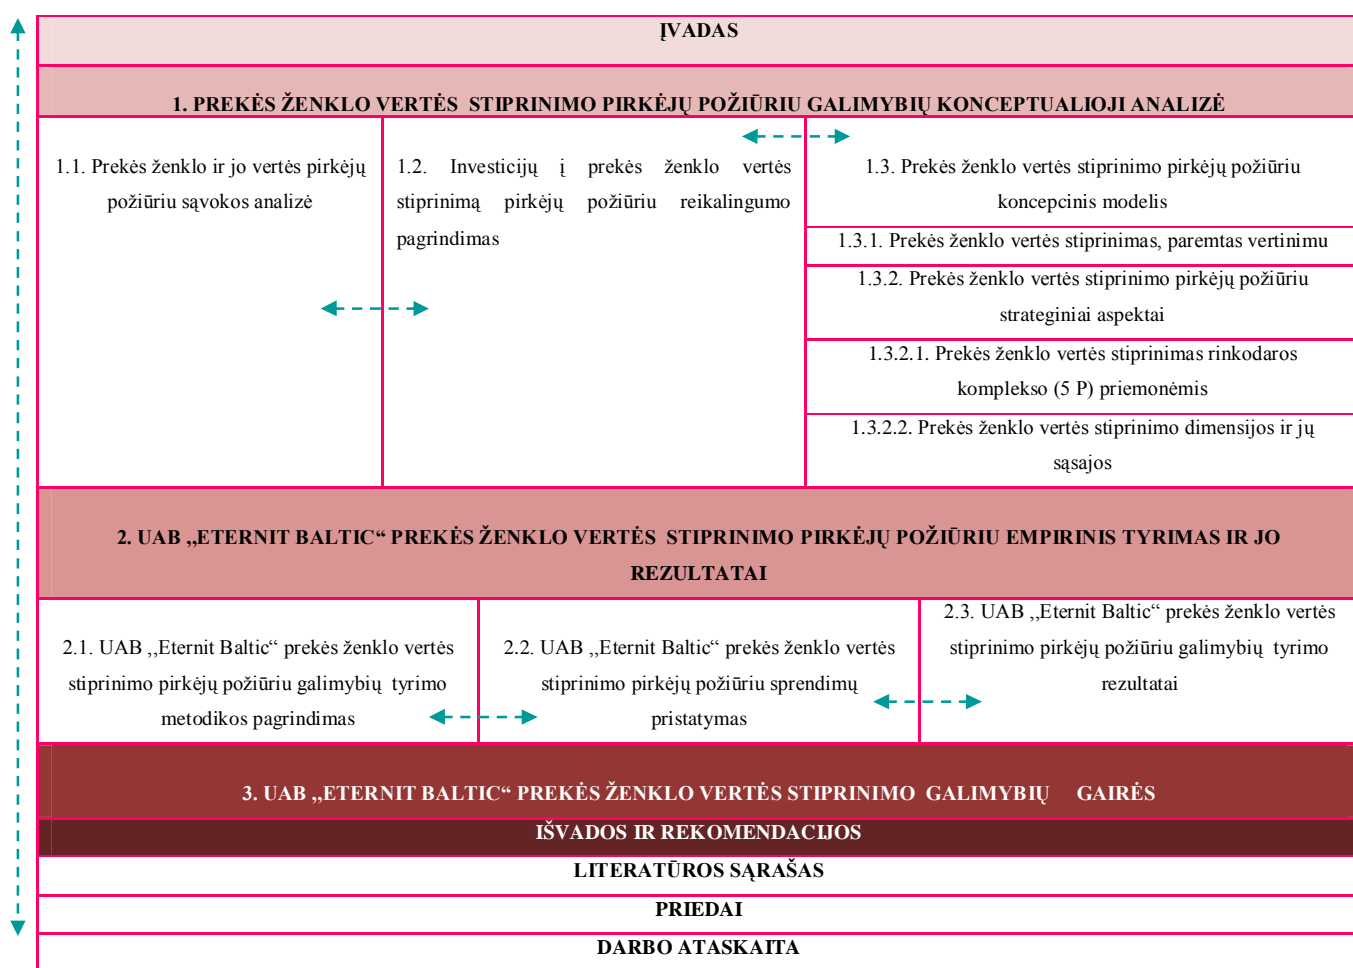 ĮVADAS
1. PREKĖS ŽENKLO VERTĖS STIPRINIMO PIRKĖJŲ POŽIŪRIU GALIMYBIŲ KONCEPTUALIOJI ANALIZĖ
1.1. Prekės ženklo ir jo vertės pirkėjų
požiūriu sąvokos analizė
1.2. Investicijų į prekės ženklo vertės
stiprinimą pirkėjų požiūriu reikalingumo
pagrindimas
1.3. Prekės ženklo vertės stiprinimo pirkėjų požiūriu
koncepcinis modelis
1.3.1. Prekės ženklo vertės stiprinimas, paremtas vertinimu
1.3.2. Prekės ženklo vertės stiprinimo pirkėjų požiūriu
strateginiai aspektai
1.3.2.1. Prekės ženklo vertės stiprinimas rinkodaros
komplekso (5 P) priemonėmis
1.3.2.2. Prekės ženklo vertės stiprinimo dimensijos ir jų
sąsajos
2. UAB „ETERNIT BALTIC“ PREKĖS ŽENKLO VERTĖS STIPRINIMO PIRKĖJŲ POŽIŪRIU EMPIRINIS TYRIMAS IR JO
REZULTATAI
2.1. UAB ,,Eternit Baltic“ prekės ženklo vertės
stiprinimo pirkėjų požiūriu galimybių tyrimo
metodikos pagrindimas
2.2. UAB ,,Eternit Baltic“ prekės ženklo vertės
stiprinimo pirkėjų požiūriu sprendimų
pristatymas
2.3. UAB ,,Eternit Baltic“ prekės ženklo vertės
stiprinimo pirkėjų požiūriu galimybių tyrimo
rezultatai
3. UAB „ETERNIT BALTIC“ PREKĖS ŽENKLO VERTĖS STIPRINIMO GALIMYBIŲ GAIRĖS
IŠVADOS IR REKOMENDACIJOS
LITERATŪROS SĄRAŠAS
PRIEDAI
DARBO ATASKAITA